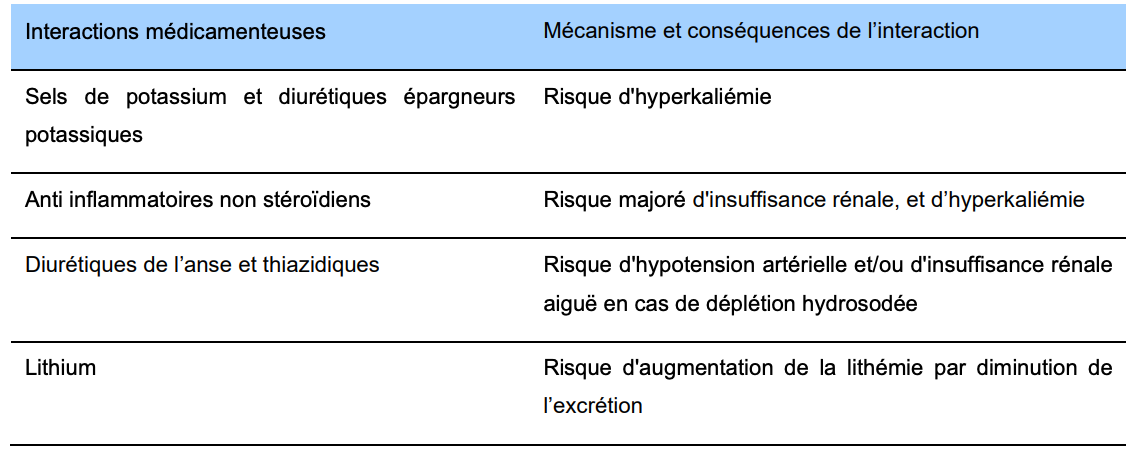 Interactions médicamenteuses
Mécanisme et conséquences de l’interaction
Sels de potassium et diurétiques épargneurs
potassiques
Risque d'hyperkaliémie
Anti inflammatoires non stéroïdiens
Risque majoré d'insuffisance rénale, et d’hyperkaliémie
Diurétiques de l’anse et thiazidiques
Risque d'hypotension artérielle et/ou d'insuffisance rénale
aiguë en cas de déplétion hydrosodée
Lithium
Risque d'augmentation de la lithémie par diminution de
l’excrétion